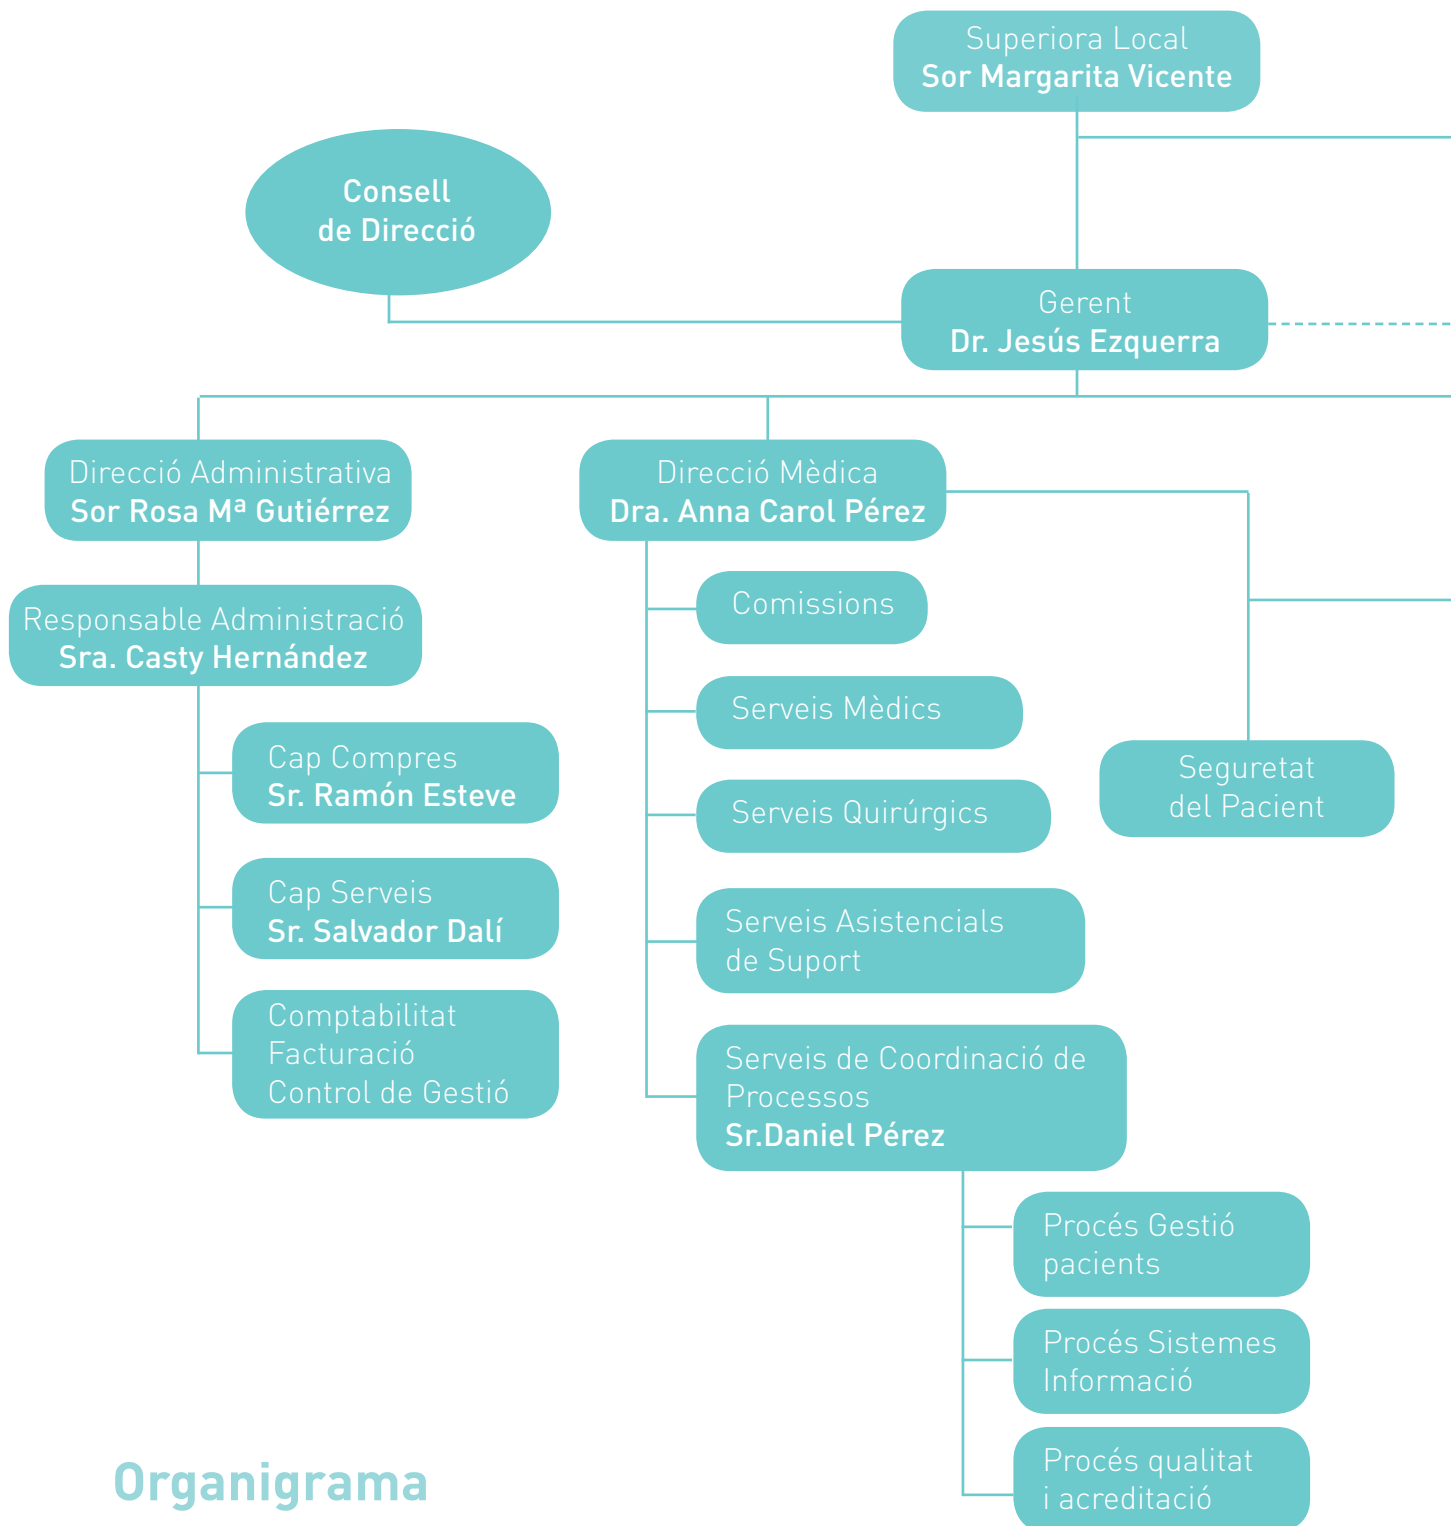 Superiora Local
Sor Margarita Vicente
Consell
de Direcció
Gerent
Dr. Jesús Ezquerra
Direcció Administrativa
Sor Rosa Mª Gutiérrez
Responsable Administració
Sra. Casty Hernández
Cap Compres
Sr. Ramón Esteve
Cap Serveis
Sr. Salvador Dalí
Comptabilitat
Facturació
Control de Gestió
Direcció Mèdica
Dra. Anna Carol Pérez
Comissions
Serveis Mèdics
Serveis Quirúrgics
Serveis Asistencials
de Suport
Serveis de Coordinació de
Processos
Sr.Daniel Pérez
Seguretat
del Pacient
Procés Gestió
pacients
Procés Sistemes
Informació
Procés qualitat
i acreditació
Organigrama